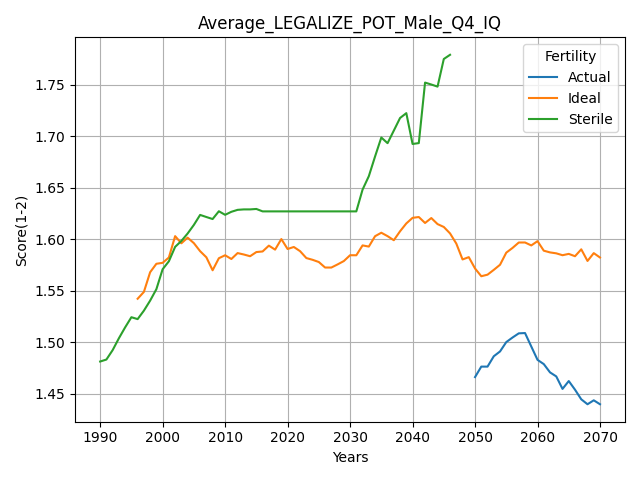 Average_LEGALIZE_POT_Male_Q4_IQ
Fertility
Actual
Ideal
Sterile
Score(1-2)
1.75
1.70
1.65
1.60
1.55
1.50
1.45
1990 2000 2010 2020 2030 2040 2050 2060 2070
Years